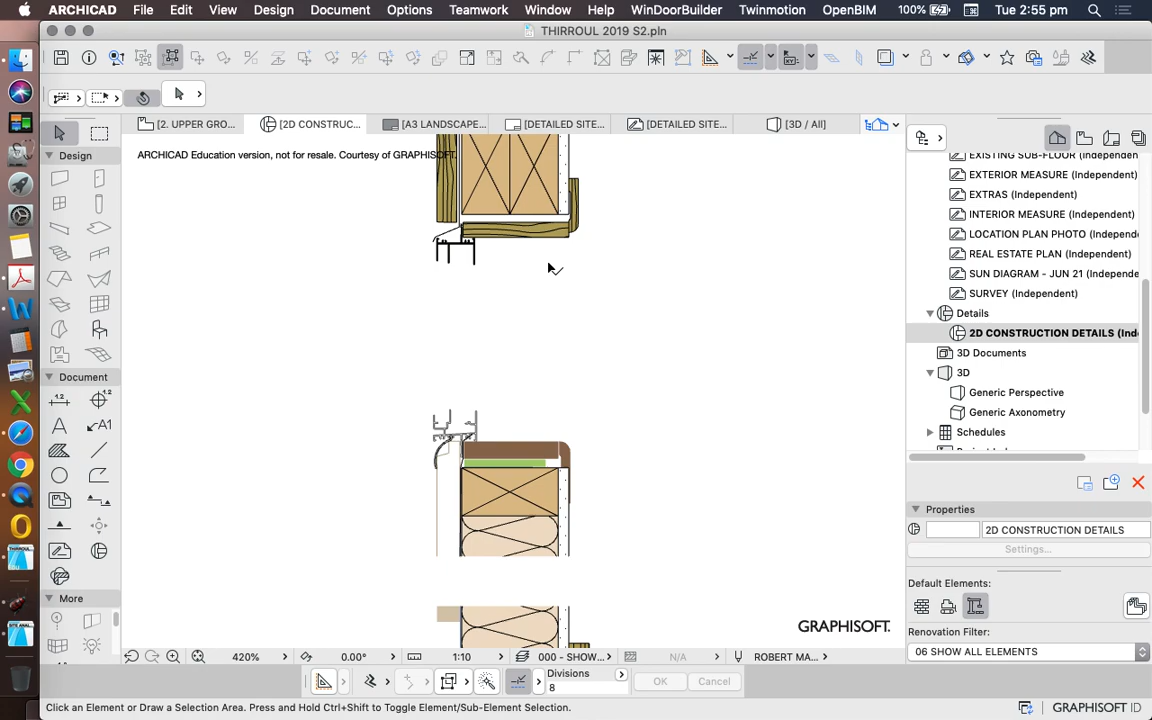 ARCHICAD File Edit View Design Document Options Teamwork Window Help WinDoorBuilder Twinmotion OpenBIM 100% Tue 2:55 pm
THIRROUL 2019 S2.pln
[2. UPPER GRO... [2D CONSTRUC... [A3 LANDSCAPE... [DETAILED SITE... [DETAILED SITE... [3D / All]
ARCHICAD Education version, not for resale. Courtesy of GRAPHISOFT.
Design
Document
A1
More
EXISTING SUB-FLOOR (Independent)
EXTERIOR MEASURE (Independent)
EXTRAS (Independent)
INTERIOR MEASURE (Independent)
LOCATION PLAN PHOTO (Independ
REAL ESTATE PLAN (Independent)
SUN DIAGRAM - JUN 21 (Independe
SURVEY (Independent)
Details
2D CONSTRUCTION DETAILS (Ind
3D Documents
3D
Generic Perspective
Generic Axonometry
Schedules
Properties
2D CONSTRUCTION DETAILS
Settings...
Default Elements:
Renovation Filter:
06 SHOW ALL ELEMENTS
GRAPHISOFT.
420% 0.00° 1:10 000 - SHOW... N/A ROBERT MA...
Divisions
8
OK Cancel
Click an Element or Draw a Selection Area. Press and Hold Ctrl+Shift to Toggle Element/Sub-Element Selection.
GRAPHISOFT ID